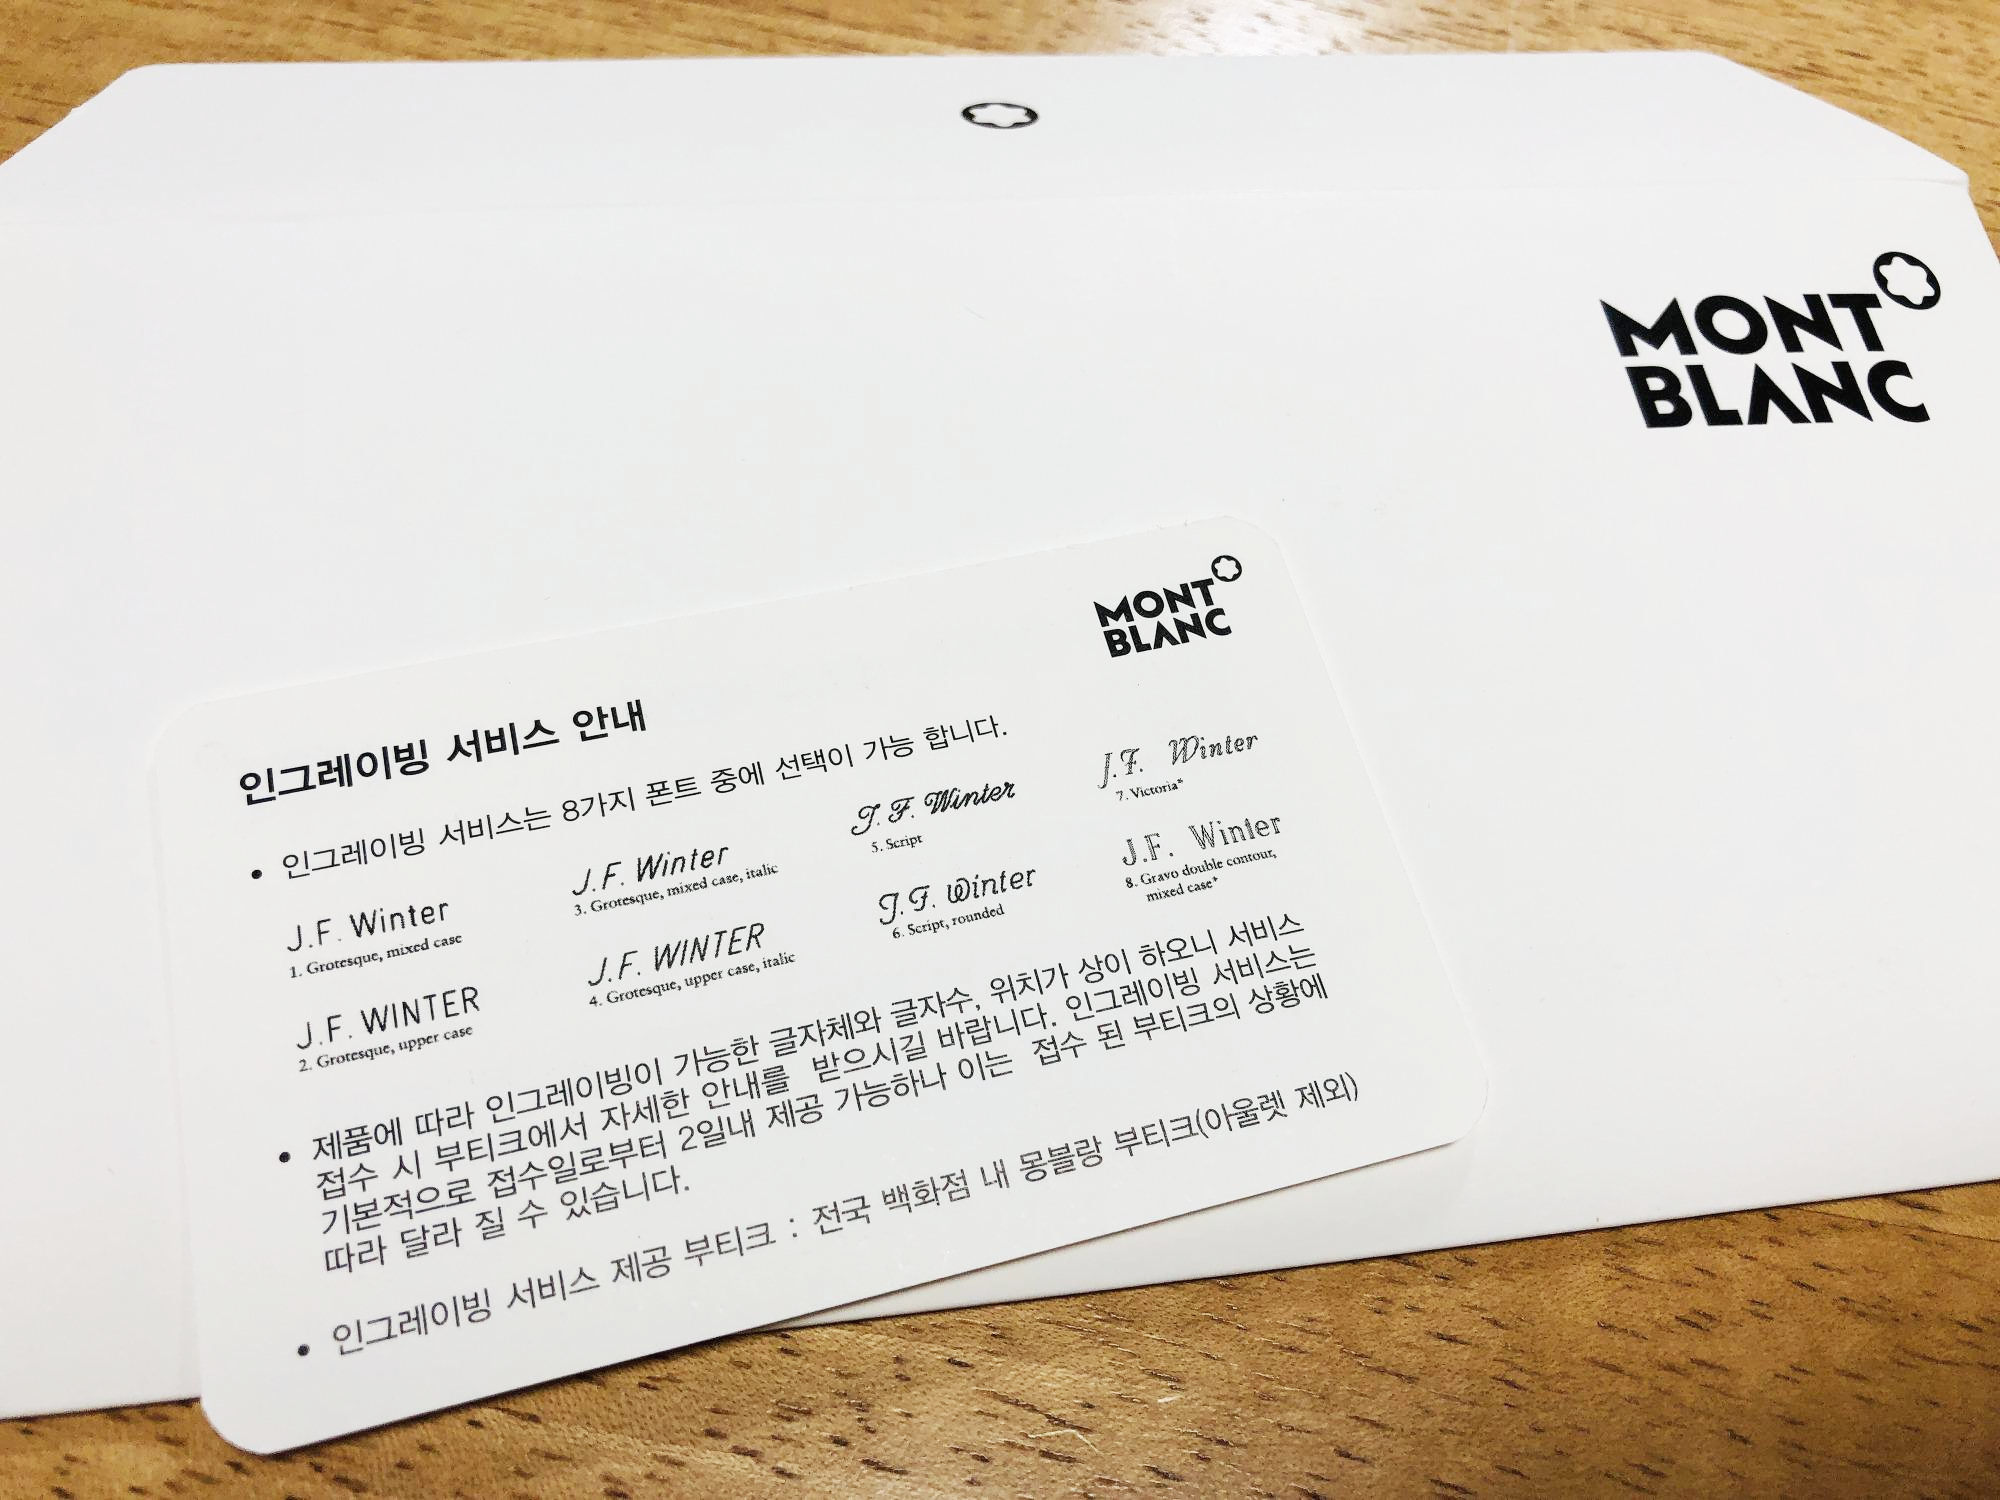 MONT
BLANC
MONT
BLANC
인그레이빙 서비스 안내
• 인그레이빙 서비스는 8가지 폰트 중에 선택이 가능 합니다.
J.F. Winter
1. Grotesque, mixed case
J.F. WINTER
2. Grotesque, upper case
J.F. Winter
3. Grotesque, mixed case, italic
J.F. WINTER
4. Grotesque, upper case, italic
J.F. Winter
5. Script
J.F. Winter
6. Script, rounded
J.F. Winter
7. Victoria*
J.F. Winter
8. Gravo double contour,
mixed case*
• 제품에 따라 인그레이빙이 가능한 글자체와 글자수, 위치가 상이 하오니 서비스
접수 시 부티크에서 자세한 안내를 받으시길 바랍니다. 인그레이빙 서비스는
기본적으로 접수일로부터 2일내 제공 가능하나 이는 접수 된 부티크의 상황에
따라 달라 질 수 있습니다.
• 인그레이빙 서비스 제공 부티크 : 전국 백화점 내 몽블랑 부티크(아울렛 제외)